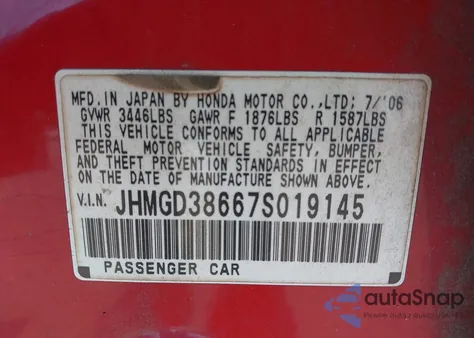 MFD. IN JAPAN BY HONDA MOTOR CO.,LTD; 7/'06
GVWR 3446LBS GAWR F 1876LBS R 1587LBS
THIS VEHICLE CONFORMS TO ALL APPLICABLE
FEDERAL MOTOR VEHICLE SAFETY, BUMPER,
AND THEFT PREVENTION STANDARDS IN EFFECT
ON THE DATE OF MANUFACTURE SHOWN ABOVE.
V.I.N. JHMGD38667S019145
PASSENGER CAR
autaSnap